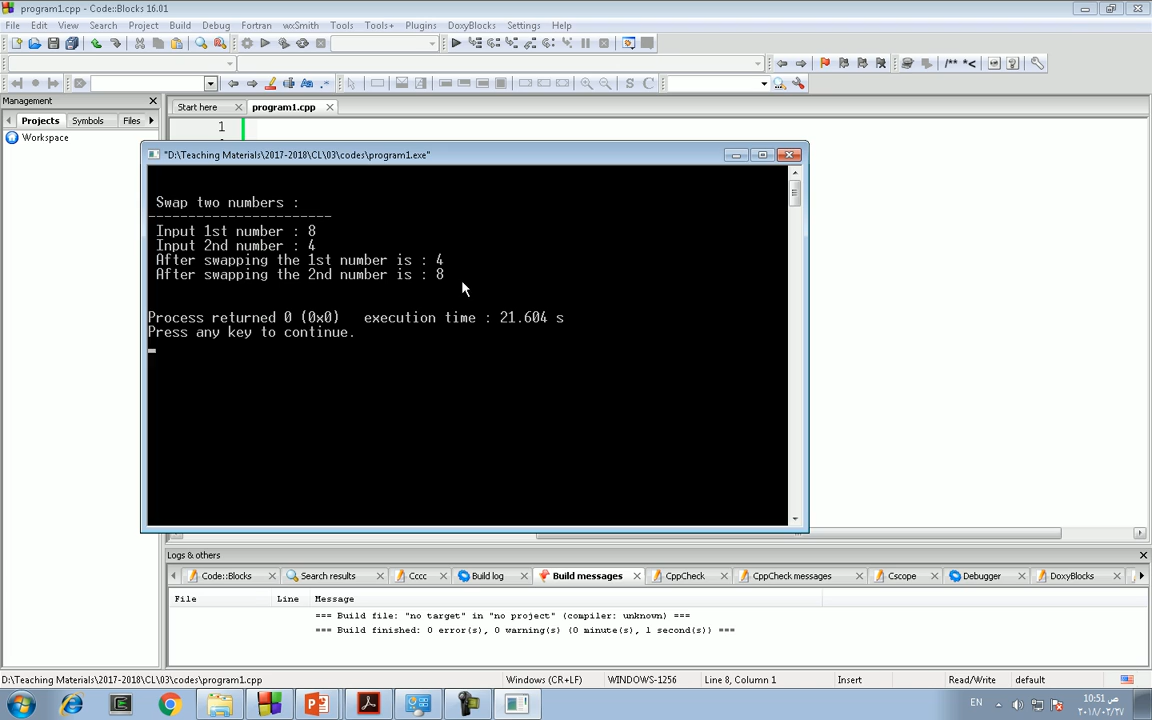 program1.cpp - Code::Blocks 16.01
File Edit View Search Project Build Debug Fortran wxSmith Tools Tools+ Plugins DoxyBlocks Settings Help
/** *<
S C
Management
Start here program1.cpp
Projects Symbols Files
Workspace
1
"D:\Teaching Materials\2017-2018\CL\03\codes\program1.exe"
Swap two numbers :
-----------------------
Input 1st number : 8
Input 2nd number : 4
After swapping the 1st number is : 4
After swapping the 2nd number is : 8
Process returned 0 (0x0) execution time : 21.604 s
Press any key to continue.
Logs & others
Code::Blocks Search results Cccc Build log Build messages CppCheck CppCheck messages Cscope Debugger DoxyBlocks
File Line Message
=== Build file: "no target" in "no project" (compiler: unknown) ===
=== Build finished: 0 error(s), 0 warning(s) (0 minute(s), 1 second(s)) ===
D:\Teaching Materials\2017-2018\CL\03\codes\program1.cpp Windows (CR+LF) WINDOWS-1256 Line 8, Column 1 Insert Read/Write default
EN
10:51 ص
٢٠١٨/٠٢/٢٧